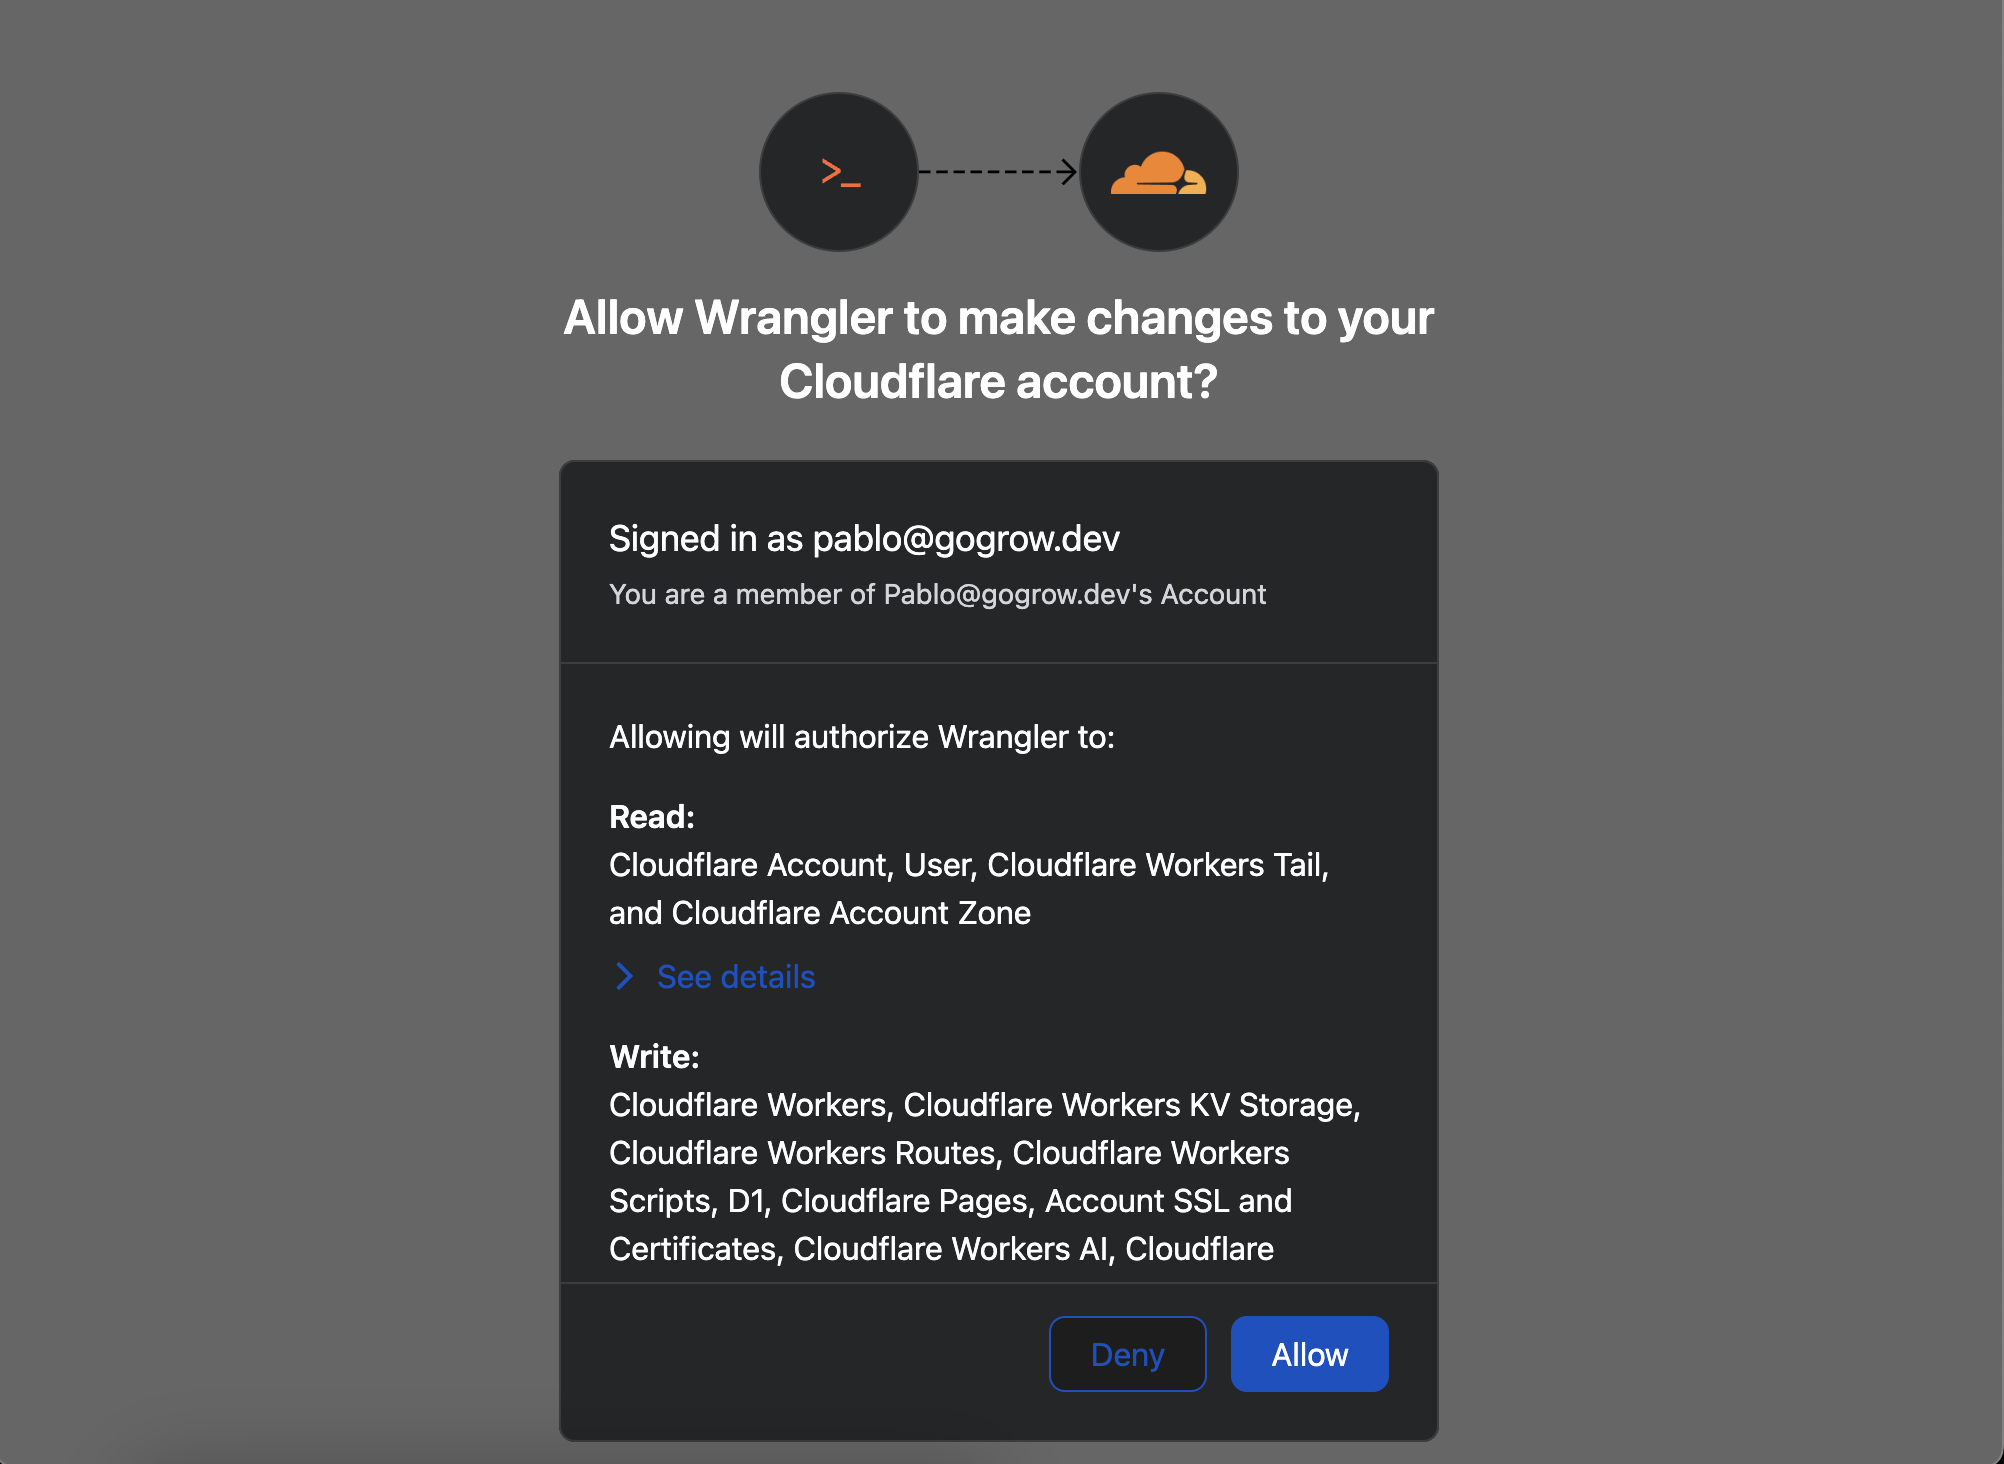 >_
Allow Wrangler to make changes to your
Cloudflare account?
Signed in as pablo@gogrow.dev
You are a member of Pablo@gogrow.dev's Account
Allowing will authorize Wrangler to:
Read:
Cloudflare Account, User, Cloudflare Workers Tail,
and Cloudflare Account Zone
See details
Write:
Cloudflare Workers, Cloudflare Workers KV Storage,
Cloudflare Workers Routes, Cloudflare Workers
Scripts, D1, Cloudflare Pages, Account SSL and
Certificates, Cloudflare Workers AI, Cloudflare
Deny Allow